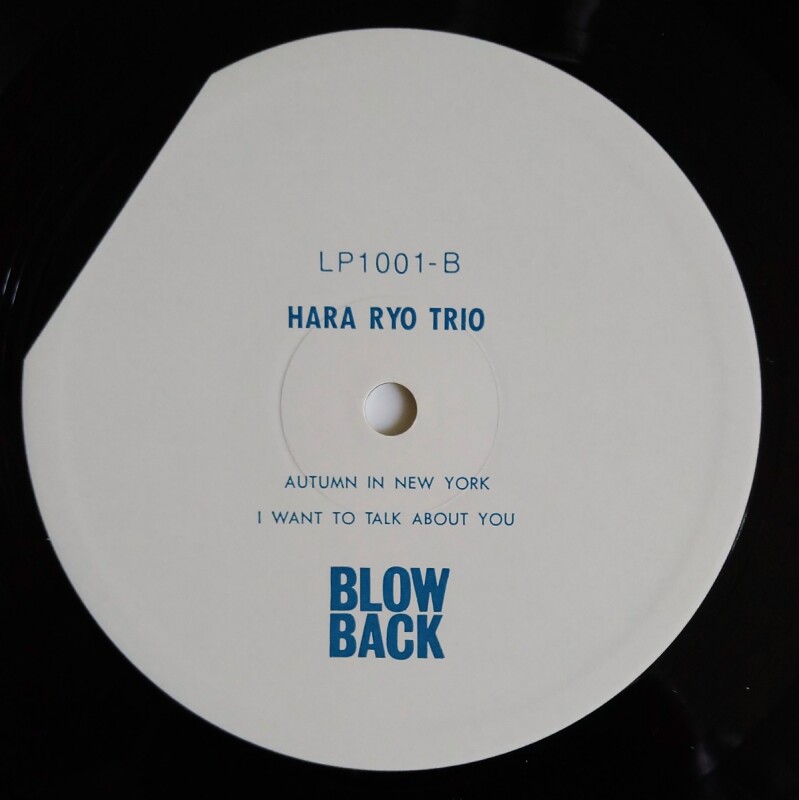 LP1001-B
HARA RYO TRIO
AUTUMN IN NEW YORK
I WANT TO TALK ABOUT YOU
BLOW
BACK